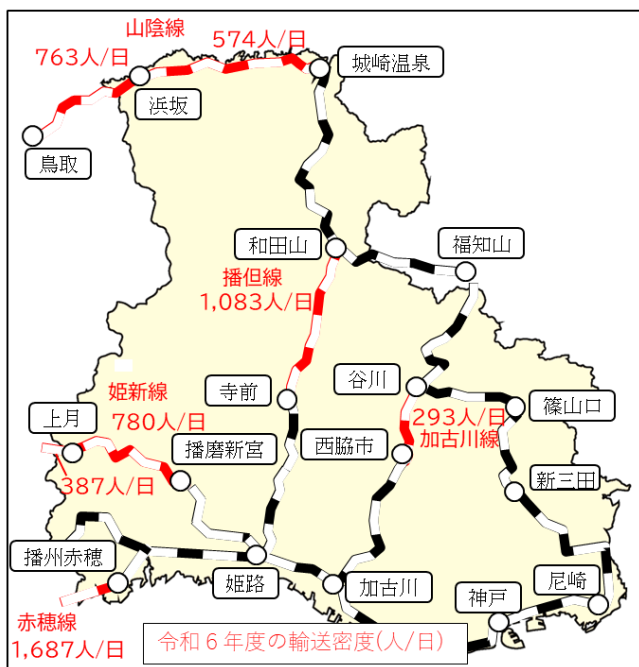 山陰線
763人/日
574人/日
城崎温泉
浜坂
鳥取
和田山
福知山
播但線
1,083人/日
谷川
寺前
姫新線
780人/日
上月
293人/日
加古川線
篠山口
西脇市
播磨新宮
387人/日
新三田
播州赤穂
姫路
加古川
神戸
尼崎
赤穂線
1,687人/日
令和6年度の輸送密度(人/日)